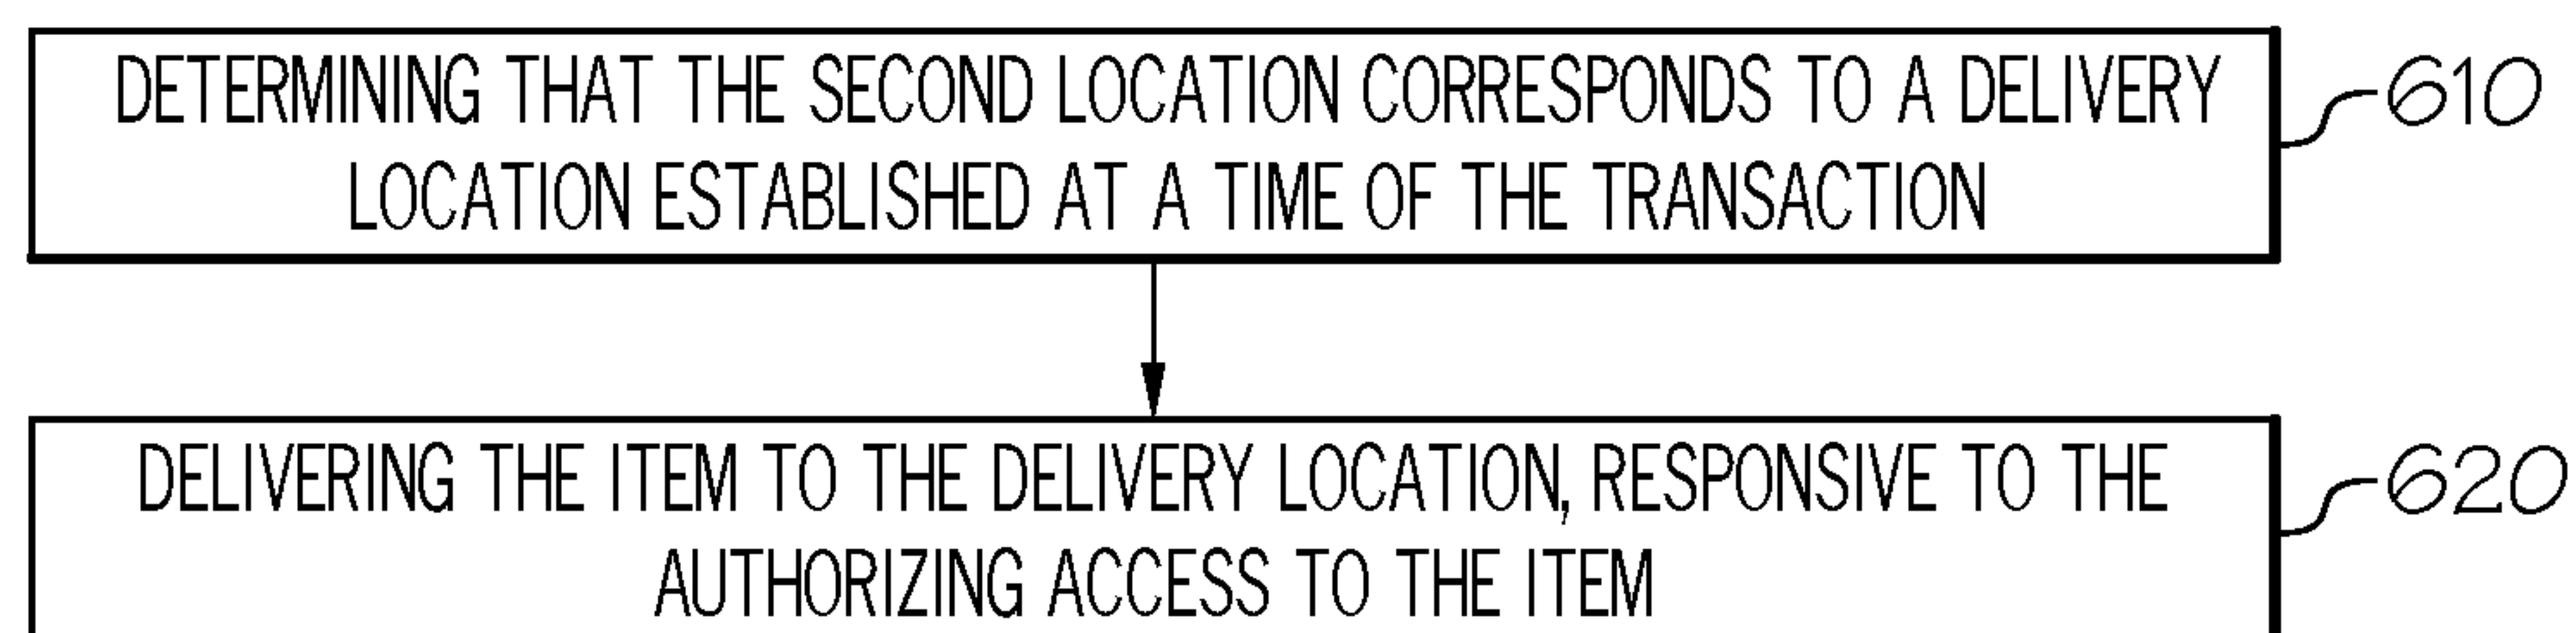 DETERMINING THAT THE SECOND LOCATION CORRESPONDS TO A DELIVERY
LOCATION ESTABLISHED AT A TIME OF THE TRANSACTION
610
DELIVERING THE ITEM TO THE DELIVERY LOCATION, RESPONSIVE TO THE
AUTHORIZING ACCESS TO THE ITEM
620